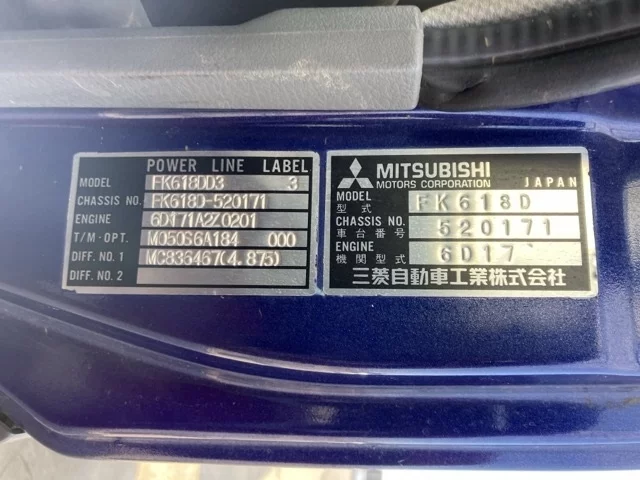 POWER LINE LABEL
MODEL FK618DD3 3
CHASSIS NO. FK618D-520171
ENGINE 6D171A2Z0201
T/M·OPT. M050S6A184 000
DIFF. NO. 1 MC836467(4.875)
DIFF. NO. 2
MITSUBISHI
MOTORS CORPORATION JAPAN
MODEL
型式 FK618D
CHASSIS NO.
車台番号 520171
ENGINE
機関型式 6D17
三菱自動車工業株式会社